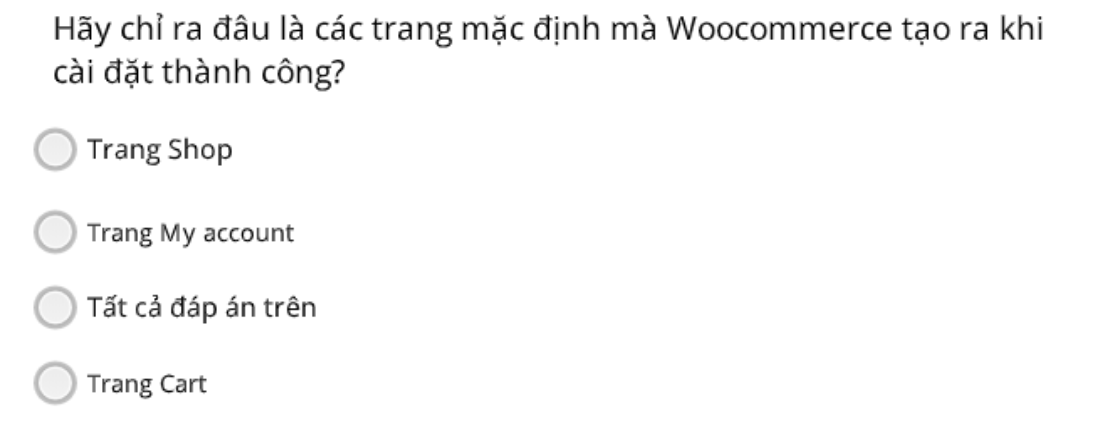 Hãy chỉ ra đâu là các trang mặc định mà Woocommerce tạo ra khi
cài đặt thành công?
Trang Shop
Trang My account
Tất cả đáp án trên
Trang Cart